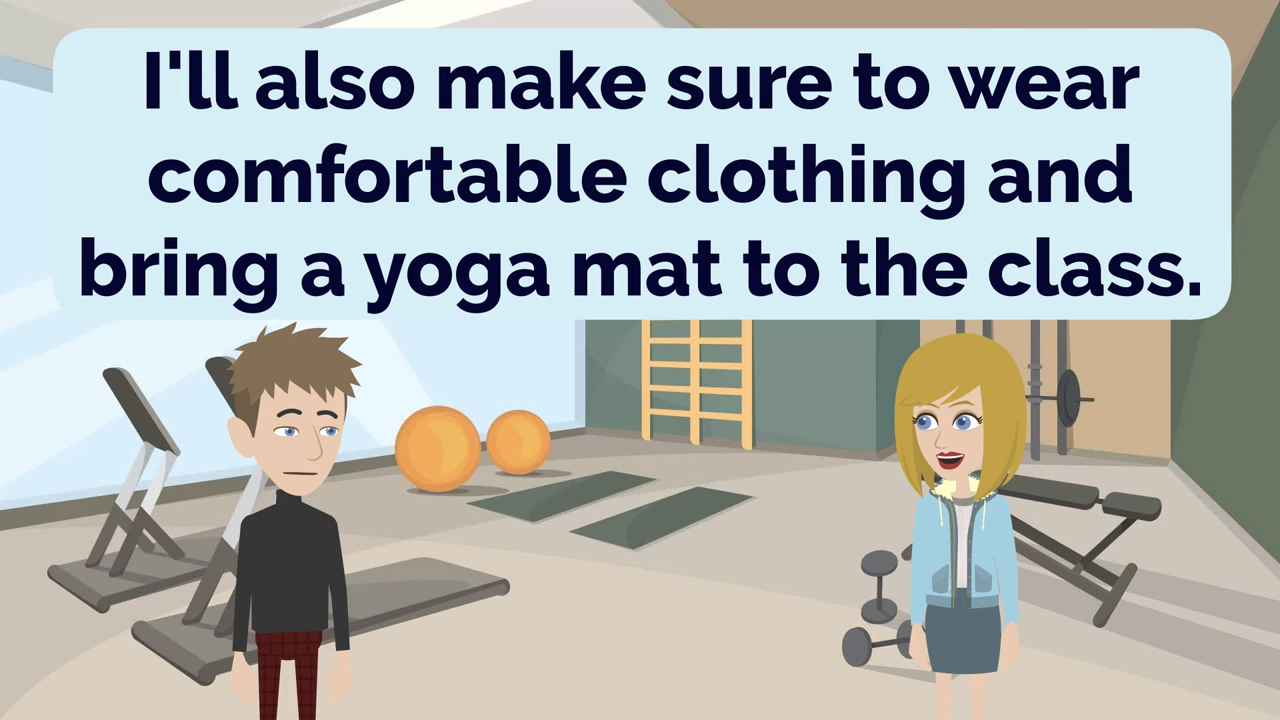 I'll also make sure to wear
comfortable clothing and
bring a yoga mat to the class.